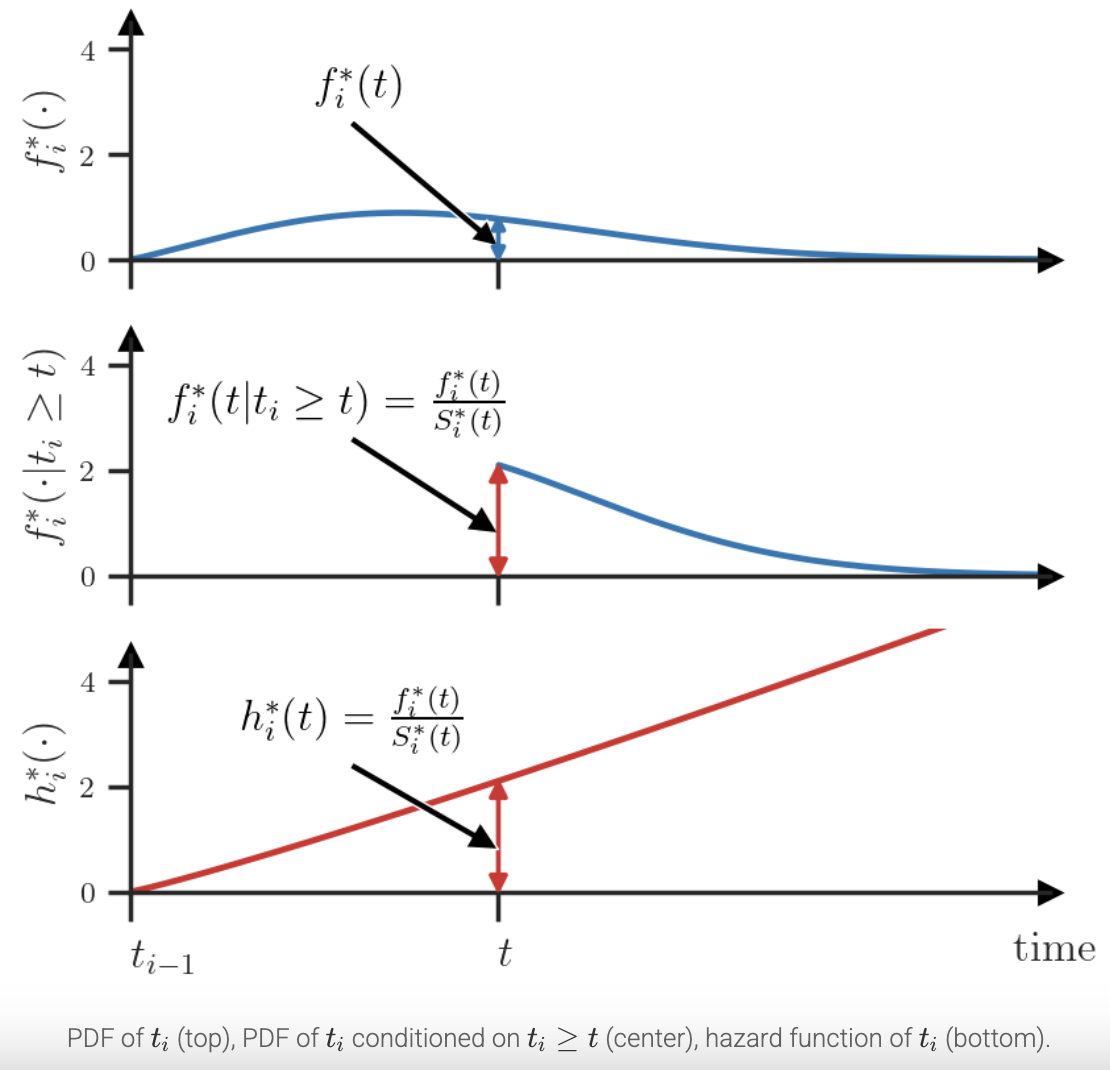 4
f_i^*(t)
f_i^*(·)
2
0
4
f_i^*(t|t_i ≥ t) = f_i^*(t)/S_i^*(t)
f_i^*(·|t_i ≥ t)
2
0
4
h_i^*(t) = f_i^*(t)/S_i^*(t)
h_i^*(·)
2
0
t_{i−1} t time
PDF of t_i (top), PDF of t_i conditioned on t_i ≥ t (center), hazard function of t_i (bottom).